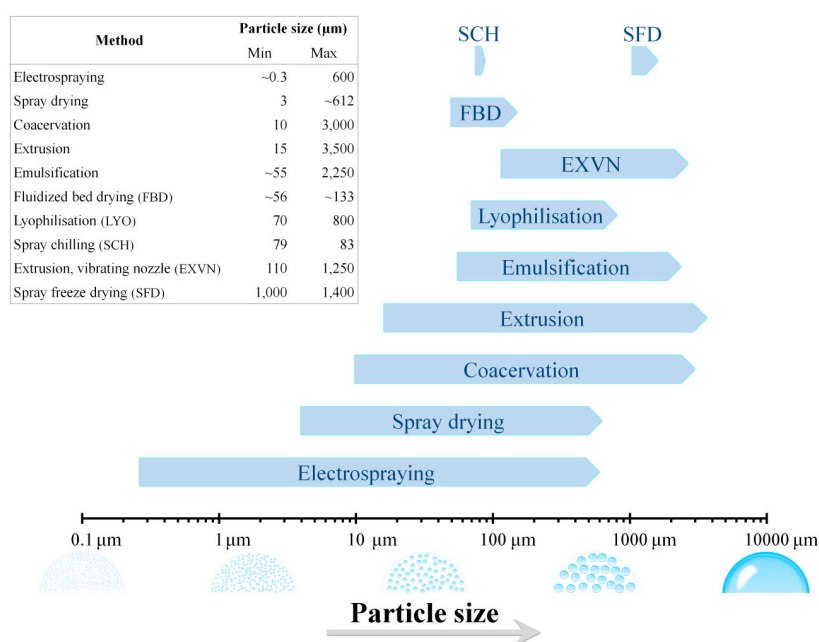 Method Particle size (µm)
Min Max
Electrospraying ~0.3 600
Spray drying 3 ~612
Coacervation 10 3,000
Extrusion 15 3,500
Emulsification ~55 2,250
Fluidized bed drying (FBD) ~56 ~133
Lyophilisation (LYO) 70 800
Spray chilling (SCH) 79 83
Extrusion, vibrating nozzle (EXVN) 110 1,250
Spray freeze drying (SFD) 1,000 1,400
SCH SFD
FBD
EXVN
Lyophilisation
Emulsification
Extrusion
Coacervation
Spray drying
Electrospraying
0.1 µm 1 µm 10 µm 100 µm 1000 µm 10000 µm
Particle size